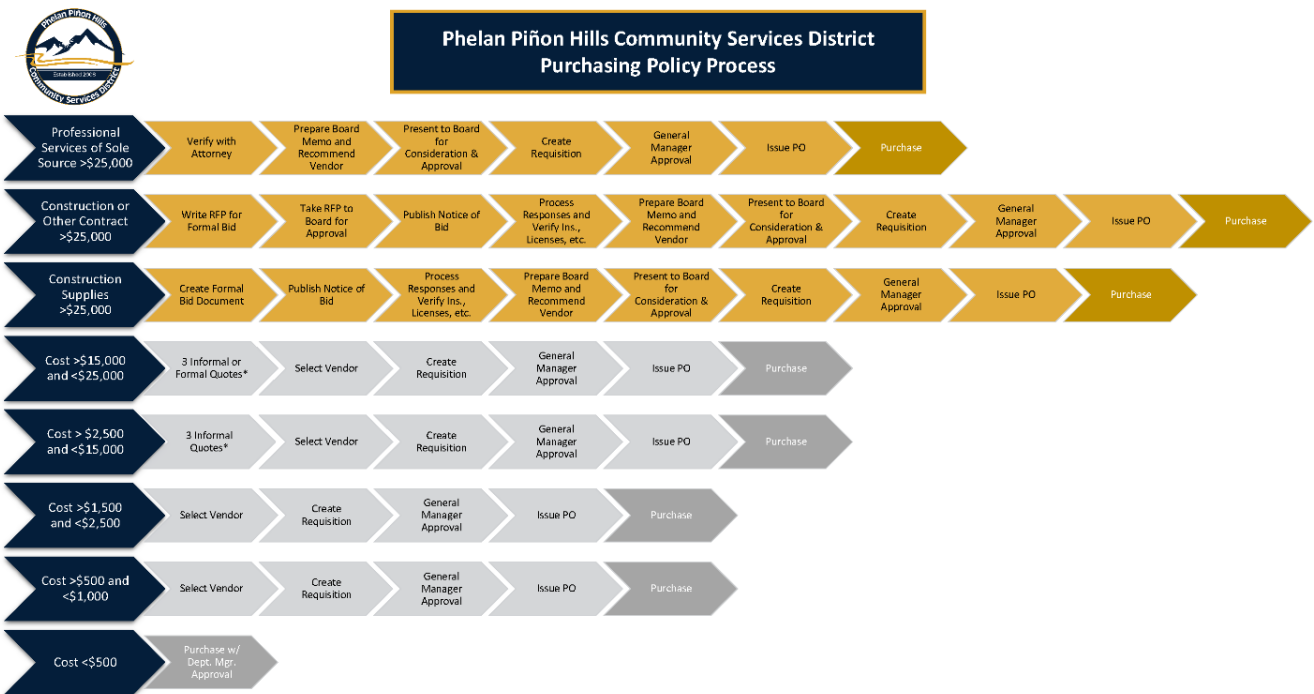 Phelan Piñon Hills
Established 2008
Community Services District
Phelan Piñon Hills Community Services District
Purchasing Policy Process
Professional
Services of Sole
Source >$25,000
Verify with
Attorney
Prepare Board
Memo and
Recommend
Vendor
Present to Board
for
Consideration &
Approval
Create
Requisition
General
Manager
Approval
Issue PO
Purchase
Construction or
Other Contract
>$25,000
Write RFP for
Formal Bid
Take RFP to
Board for
Approval
Publish Notice of
Bid
Process
Responses and
Verify Ins.,
Licenses, etc.
Prepare Board
Memo and
Recommend
Vendor
Present to Board
for
Consideration &
Approval
Create
Requisition
General
Manager
Approval
Issue PO
Purchase
Construction
Supplies
>$25,000
Create Formal
Bid Document
Publish Notice of
Bid
Process
Responses and
Verify Ins.,
Licenses, etc.
Prepare Board
Memo and
Recommend
Vendor
Present to Board
for
Consideration &
Approval
Create
Requisition
General
Manager
Approval
Issue PO
Purchase
Cost >$15,000
and <$25,000
3 Informal or
Formal Quotes*
Select Vendor
Create
Requisition
General
Manager
Approval
Issue PO
Purchase
Cost > $2,500
and <$15,000
3 Informal
Quotes*
Select Vendor
Create
Requisition
General
Manager
Approval
Issue PO
Purchase
Cost >$1,500
and <$2,500
Select Vendor
Create
Requisition
General
Manager
Approval
Issue PO
Purchase
Cost >$500 and
<$1,000
Select Vendor
Create
Requisition
General
Manager
Approval
Issue PO
Purchase
Cost <$500
Purchase w/
Dept. Mgr.
Approval